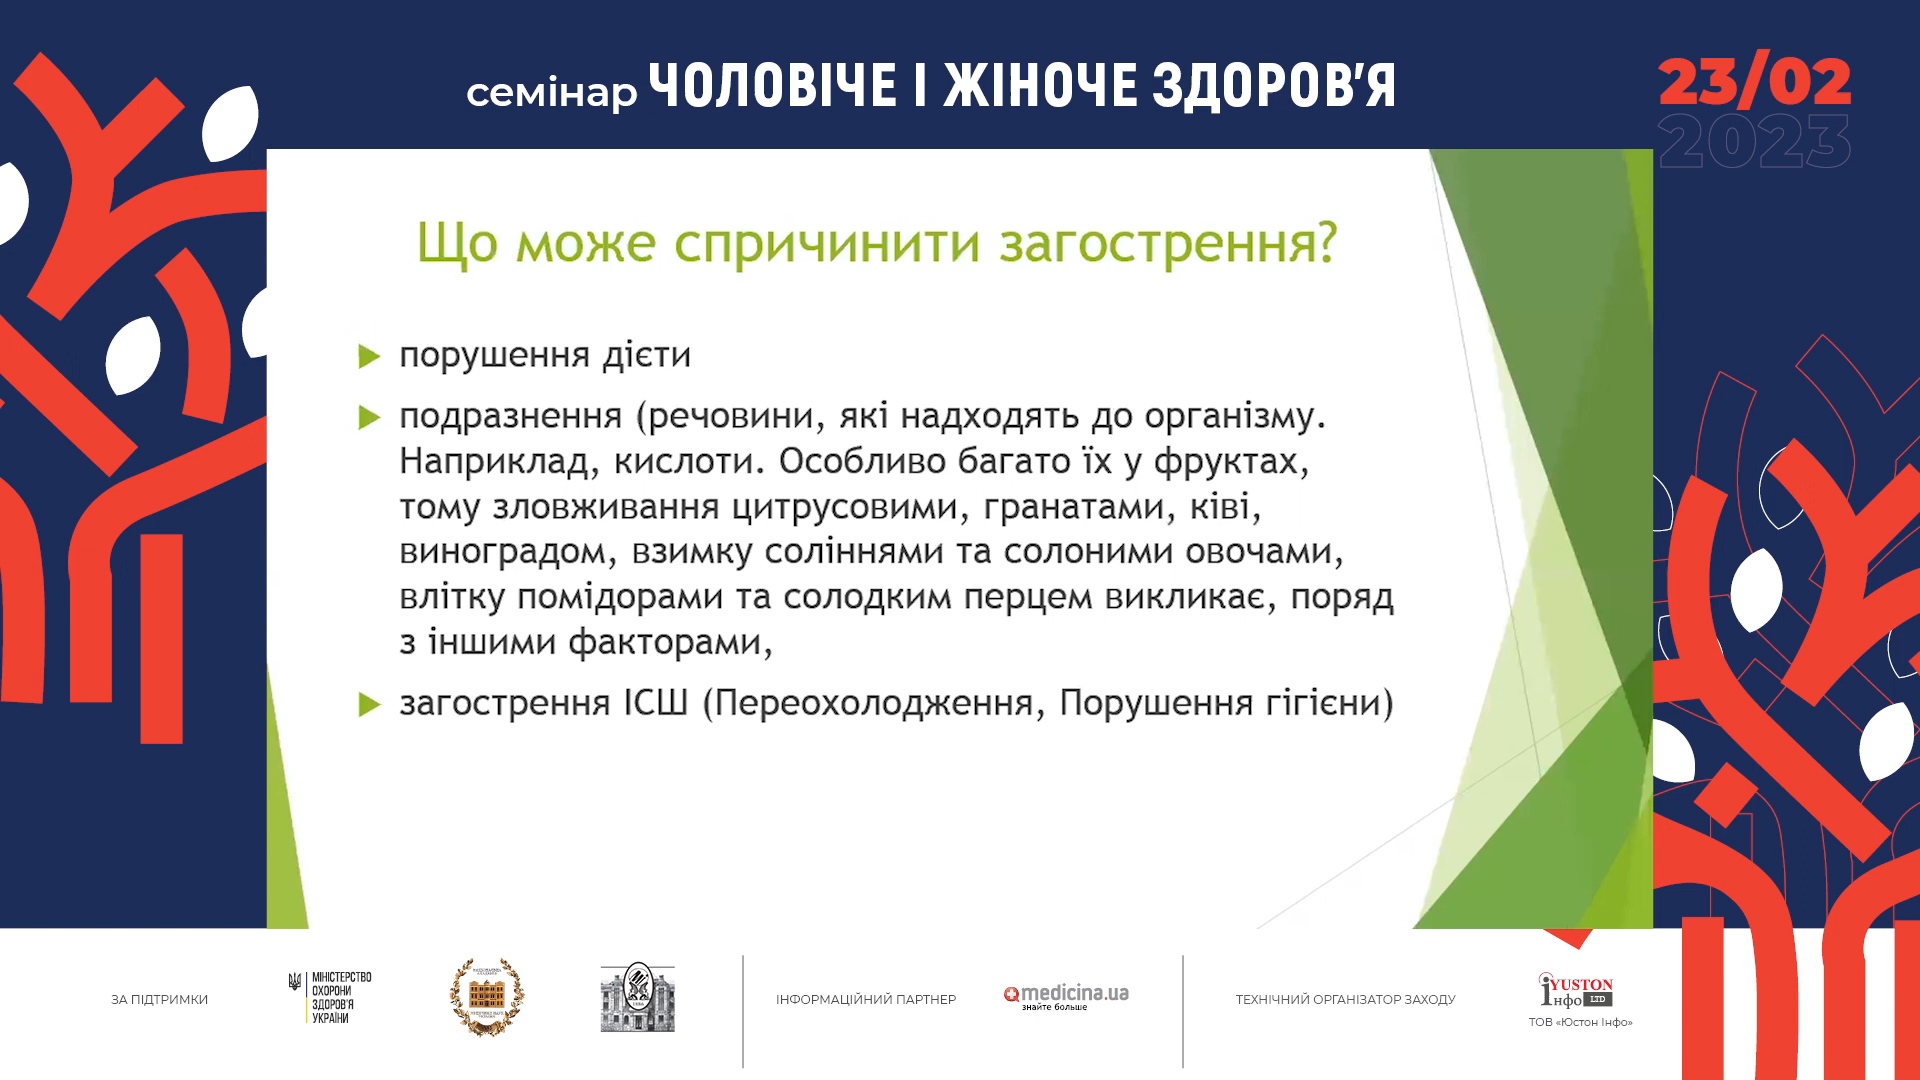 семінар ЧОЛОВІЧЕ І ЖІНОЧЕ ЗДОРОВ'Я
23/02
2023
Що може спричинити загострення?
порушення дієти
подразнення (речовини, які надходять до організму.
Наприклад, кислоти. Особливо багато їх у фруктах,
тому зловживання цитрусовими, гранатами, ківі,
виноградом, взимку соліннями та солоними овочами,
влітку помідорами та солодким перцем викликає, поряд
з іншими факторами,
загострення ІСШ (Переохолодження, Порушення гігієни)
ЗА ПІДТРИМКИ
МІНІСТЕРСТВО
ОХОРОНИ
ЗДОРОВ'Я
УКРАЇНИ
ІНФОРМАЦІЙНИЙ ПАРТНЕР
medicina.ua
знайте больше
ТЕХНІЧНИЙ ОРГАНІЗАТОР ЗАХОДУ
YUSTON
Інфо LTD
ТОВ «Юстон Інфо»